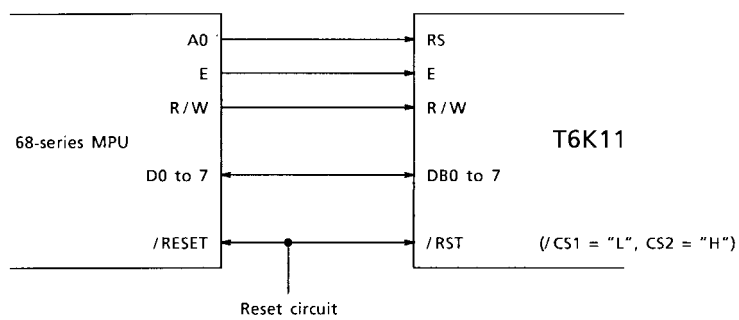 A0 RS
E E
R/W R/W
68-series MPU T6K11
D0 to 7 DB0 to 7
/RESET /RST (/CS1 = "L", CS2 = "H")
Reset circuit